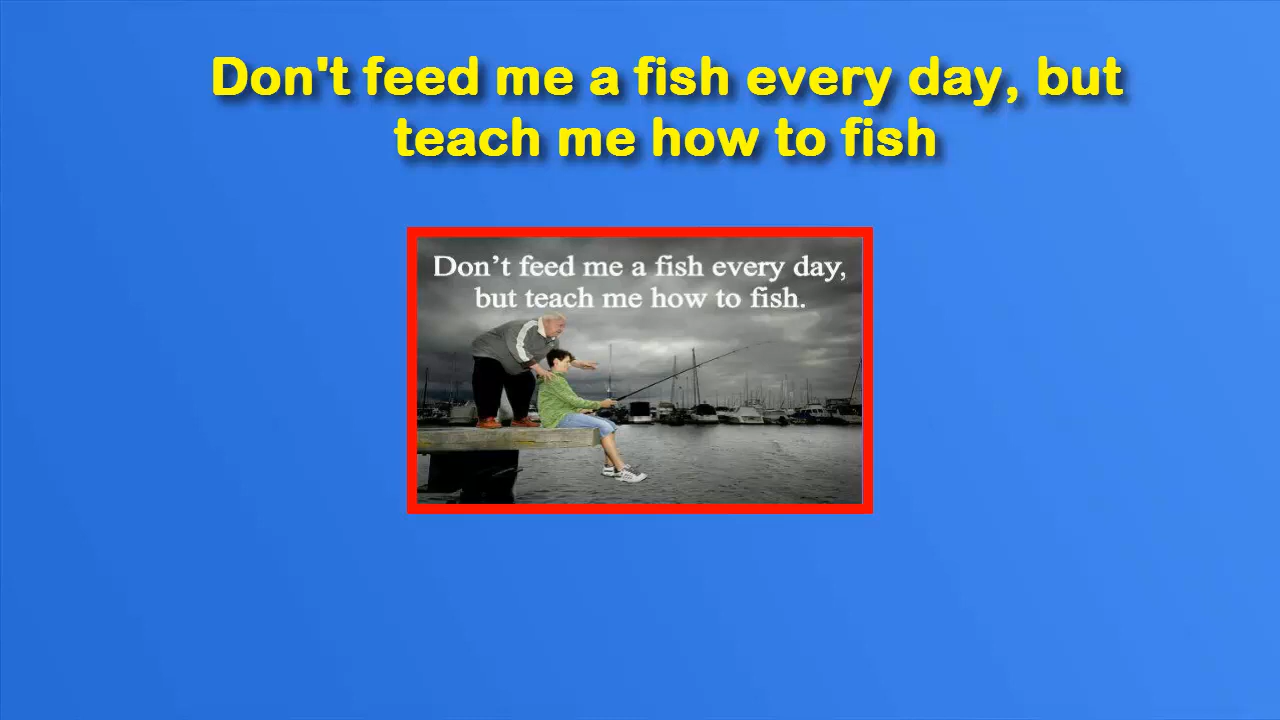 Don't feed me a fish every day, but
teach me how to fish
Don’t feed me a fish every day,
but teach me how to fish.